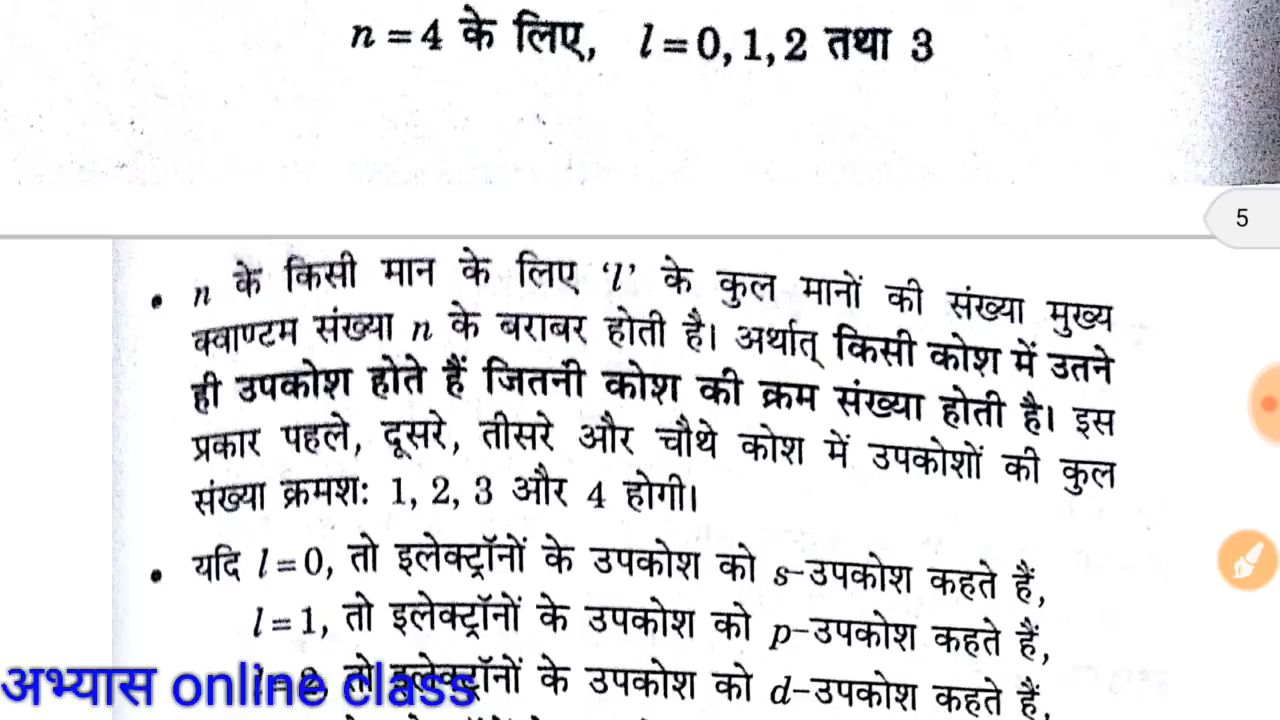 n = 4 के लिए, l = 0, 1, 2 तथा 3
5
• n के किसी मान के लिए ‘l’ के कुल मानों की संख्या मुख्य
क्वाण्टम संख्या n के बराबर होती है। अर्थात् किसी कोश में उतने
ही उपकोश होते हैं जितनी कोश की क्रम संख्या होती है। इस
प्रकार पहले, दूसरे, तीसरे और चौथे कोश में उपकोशों की कुल
संख्या क्रमशः 1, 2, 3 और 4 होगी।
• यदि l = 0, तो इलेक्ट्रॉनों के उपकोश को s-उपकोश कहते हैं,
l = 1, तो इलेक्ट्रॉनों के उपकोश को p-उपकोश कहते हैं,
l = 2, तो इलेक्ट्रॉनों के उपकोश को d-उपकोश कहते हैं,
अभ्यास online class